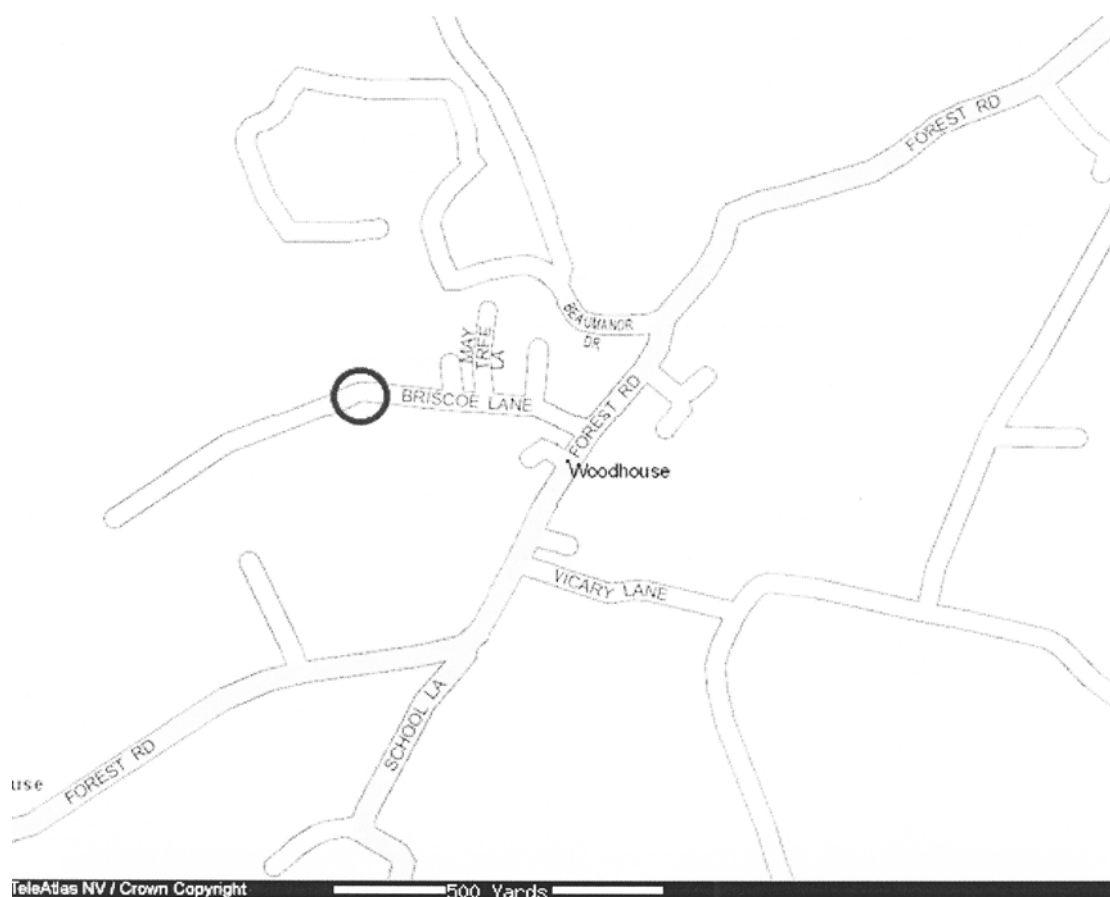 FOREST RD
BEAUMANOR
DR
MAY
TREE
LA
BRISCOE LANE
FOREST RD
Woodhouse
VICARY LANE
SCHOOL LA
FOREST RD
use
TeleAtlas NV / Crown Copyright
500 Yards